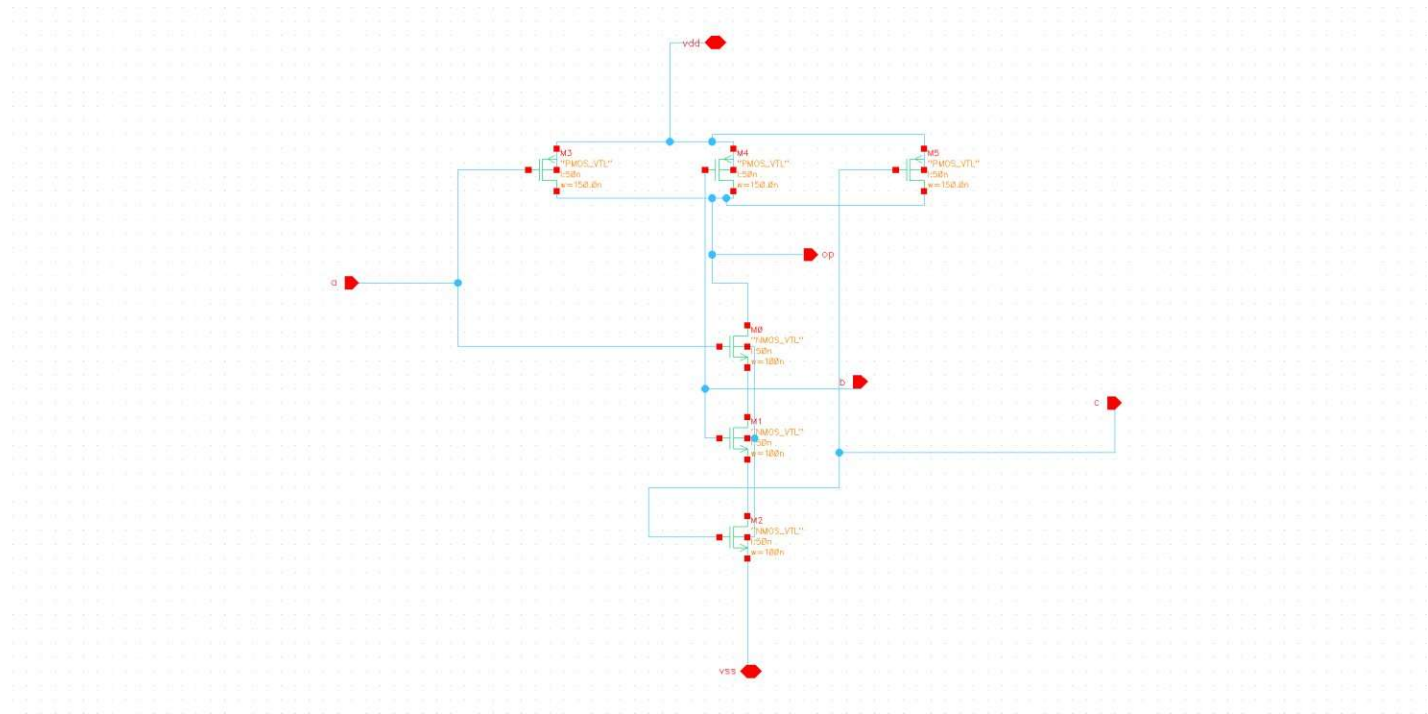 vdd
M3
"PMOS_VTL"
l:50n
w=150.0n
M4
"PMOS_VTL"
l:50n
w=150.0n
M5
"PMOS_VTL"
l:50n
w=150.0n
op
a
M0
"NMOS_VTL"
l:50n
w=100n
b
c
M1
"NMOS_VTL"
l:50n
w=100n
M2
"NMOS_VTL"
l:50n
w=100n
vss